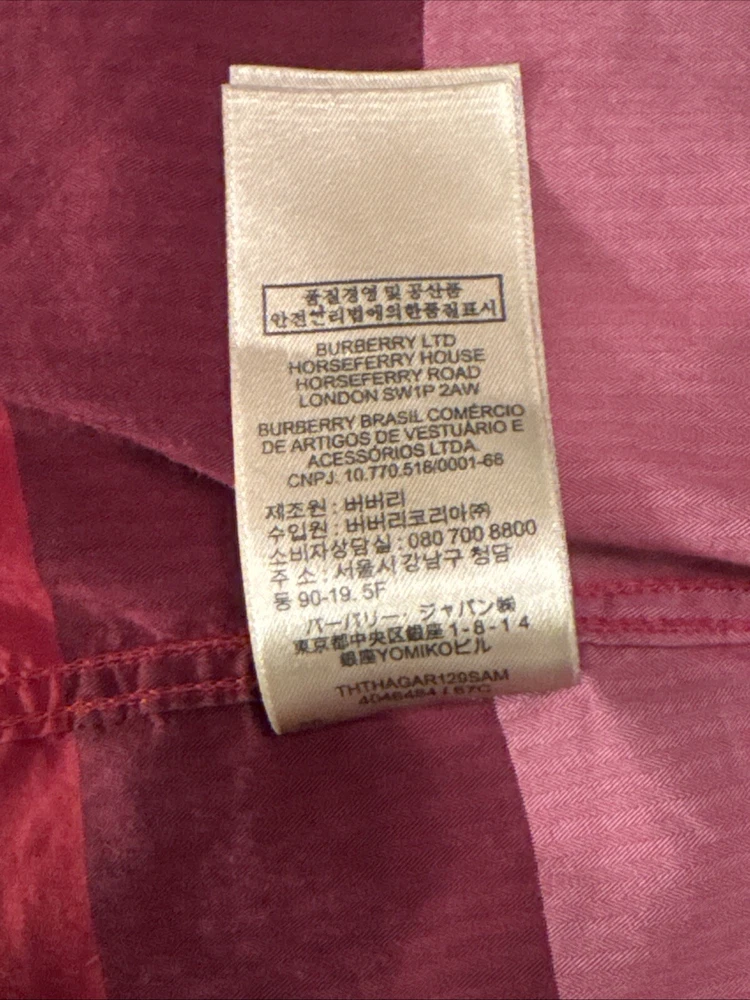 품질경영 및 공산품
안전관리법에의한품질표시
BURBERRY LTD
HORSEFERRY HOUSE
HORSEFERRY ROAD
LONDON SW1P 2AW
BURBERRY BRASIL COMÉRCIO
DE ARTIGOS DE VESTUÁRIO E
ACESSÓRIOS LTDA.
CNPJ. 10.770.518/0001-66
제조원 : 버버리
수입원 : 버버리코리아㈜
소비자상담실 : 080 700 8800
주 소 : 서울시 강남구 청담
동 90-19. 5F
バーバリー・ジャパン㈱
東京都中央区銀座1-8-14
銀座YOMIKOビル
THTHAGAR129SAM
4046484 / 67C